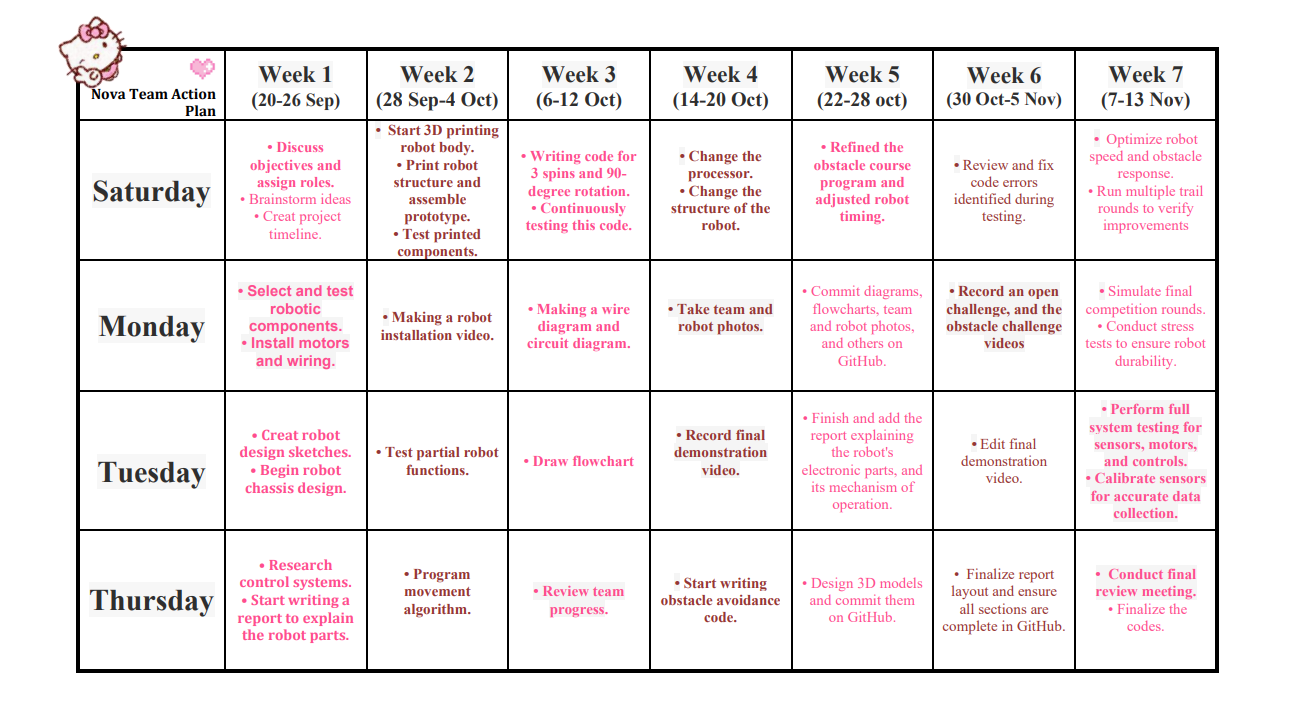 Nova Team Action
Plan
Week 1
(20-26 Sep)
Week 2
(28 Sep-4 Oct)
Week 3
(6-12 Oct)
Week 4
(14-20 Oct)
Week 5
(22-28 oct)
Week 6
(30 Oct-5 Nov)
Week 7
(7-13 Nov)
Saturday
• Discuss
objectives and
assign roles.
• Brainstorm ideas
• Creat project
timeline.
• Start 3D printing
robot body.
• Print robot
structure and
assemble
prototype.
• Test printed
components.
• Writing code for
3 spins and 90-
degree rotation.
• Continuously
testing this code.
• Change the
processor.
• Change the
structure of the
robot.
• Refined the
obstacle course
program and
adjusted robot
timing.
• Review and fix
code errors
identified during
testing.
• Optimize robot
speed and obstacle
response.
• Run multiple trail
rounds to verify
improvements
Monday
• Select and test
robotic
components.
• Install motors
and wiring.
• Making a robot
installation video.
• Making a wire
diagram and
circuit diagram.
• Take team and
robot photos.
• Commit diagrams,
flowcharts, team
and robot photos,
and others on
GitHub.
• Record an open
challenge, and the
obstacle challenge
videos
• Simulate final
competition rounds.
• Conduct stress
tests to ensure robot
durability.
Tuesday
• Creat robot
design sketches.
• Begin robot
chassis design.
• Test partial robot
functions.
• Draw flowchart
• Record final
demonstration
video.
• Finish and add the
report explaining
the robot's
electronic parts, and
its mechanism of
operation.
• Edit final
demonstration
video.
• Perform full
system testing for
sensors, motors,
and controls.
• Calibrate sensors
for accurate data
collection.
Thursday
• Research
control systems.
• Start writing a
report to explain
the robot parts.
• Program
movement
algorithm.
• Review team
progress.
• Start writing
obstacle avoidance
code.
• Design 3D models
and commit them
on GitHub.
• Finalize report
layout and ensure
all sections are
complete in GitHub.
• Conduct final
review meeting.
• Finalize the
codes.